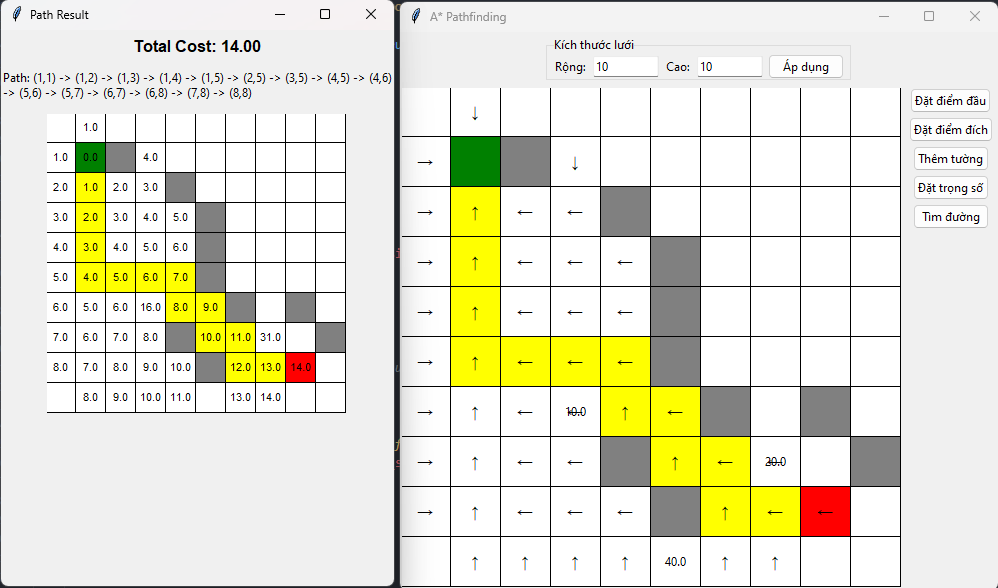 Path Result
Total Cost: 14.00
Path: (1,1) -> (1,2) -> (1,3) -> (1,4) -> (1,5) -> (2,5) -> (3,5) -> (4,5) -> (4,6)
-> (5,6) -> (5,7) -> (6,7) -> (6,8) -> (7,8) -> (8,8)
1.0
1.0 0.0 4.0
2.0 1.0 2.0 3.0
3.0 2.0 3.0 4.0 5.0
4.0 3.0 4.0 5.0 6.0
5.0 4.0 5.0 6.0 7.0
6.0 5.0 6.0 16.0 8.0 9.0
7.0 6.0 7.0 8.0 10.0 11.0 31.0
8.0 7.0 8.0 9.0 10.0 12.0 13.0 14.0
8.0 9.0 10.0 11.0 13.0 14.0
A* Pathfinding
Kích thước lưới
Rộng: 10 Cao: 10 Áp dụng
↓
→ ↓
→ ↑ ← ←
→ ↑ ← ← ←
→ ↑ ← ← ←
→ ↑ ← ← ←
→ ↑ ← 10.0 ↑ ←
→ ↑ ← ← ↑ ← 20.0
→ ↑ ← ← ← ↑ ← ←
↑ ↑ ↑ ↑ 40.0 ↑ ↑
Đặt điểm đầu
Đặt điểm đích
Thêm tường
Đặt trọng số
Tìm đường